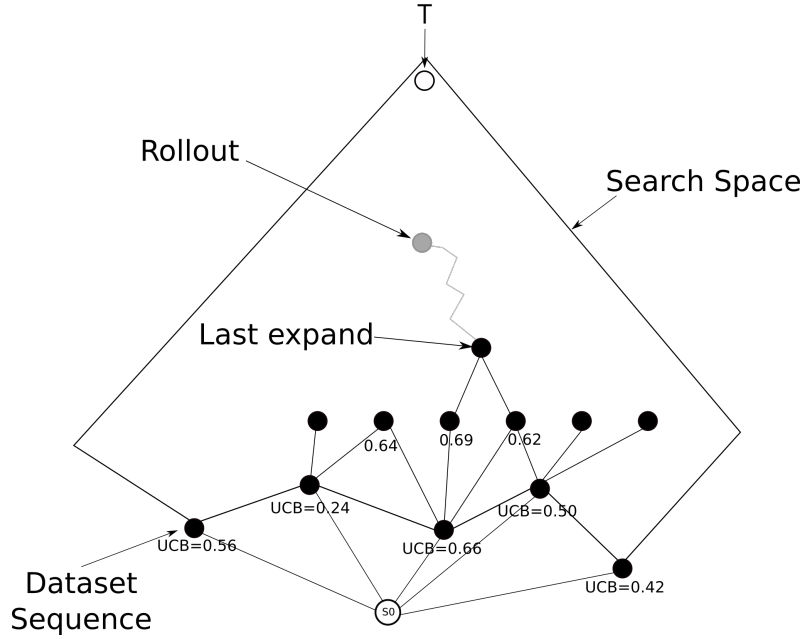 T
Rollout
Search Space
Last expand
0.64
0.69
0.62
UCB=0.24
UCB=0.50
UCB=0.56
UCB=0.66
Dataset
Sequence
UCB=0.42
S0